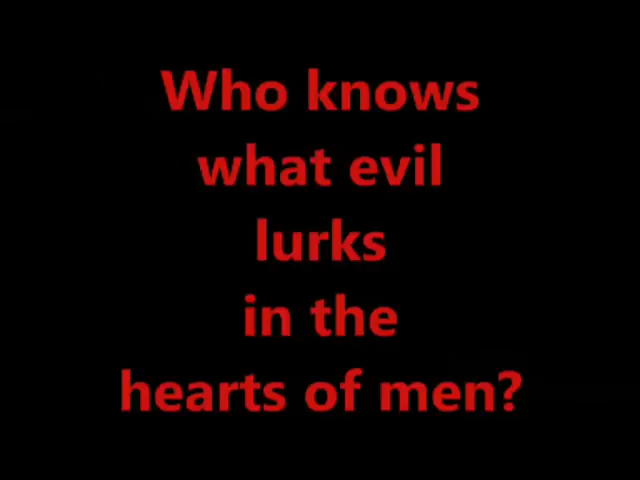 Who knows
what evil
lurks
in the
hearts of men?